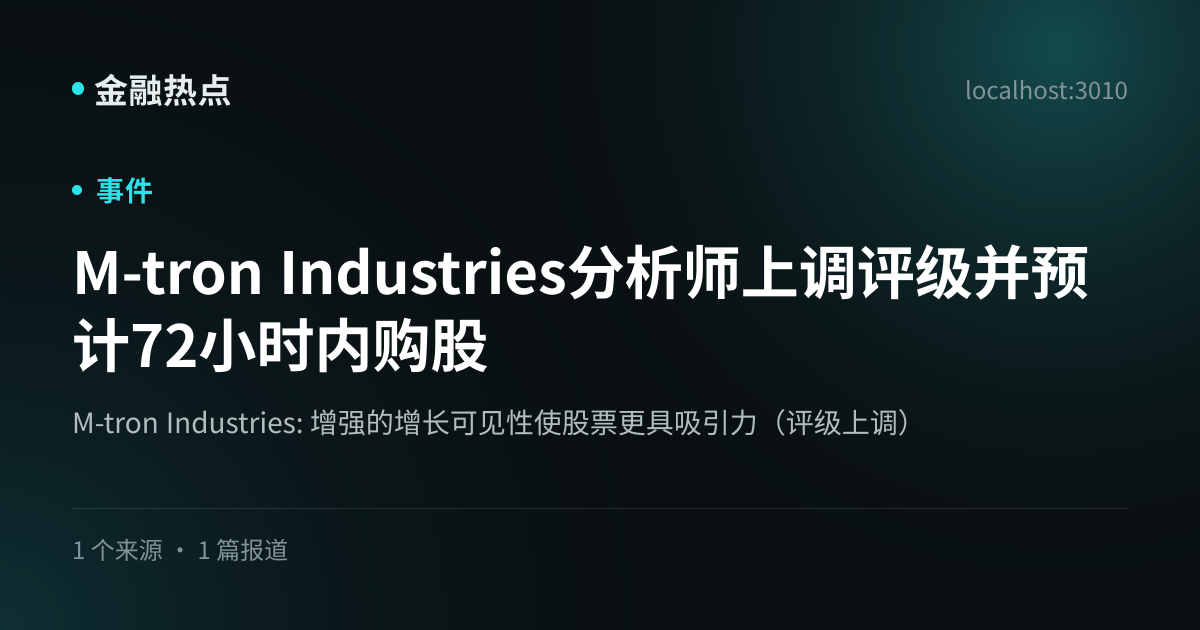 金融热点
localhost:3010
事件
M-tron Industries分析师上调评级并预
计72小时内购股
M-tron Industries: 增强的增长可见性使股票更具吸引力（评级上调）
1 个来源 · 1 篇报道